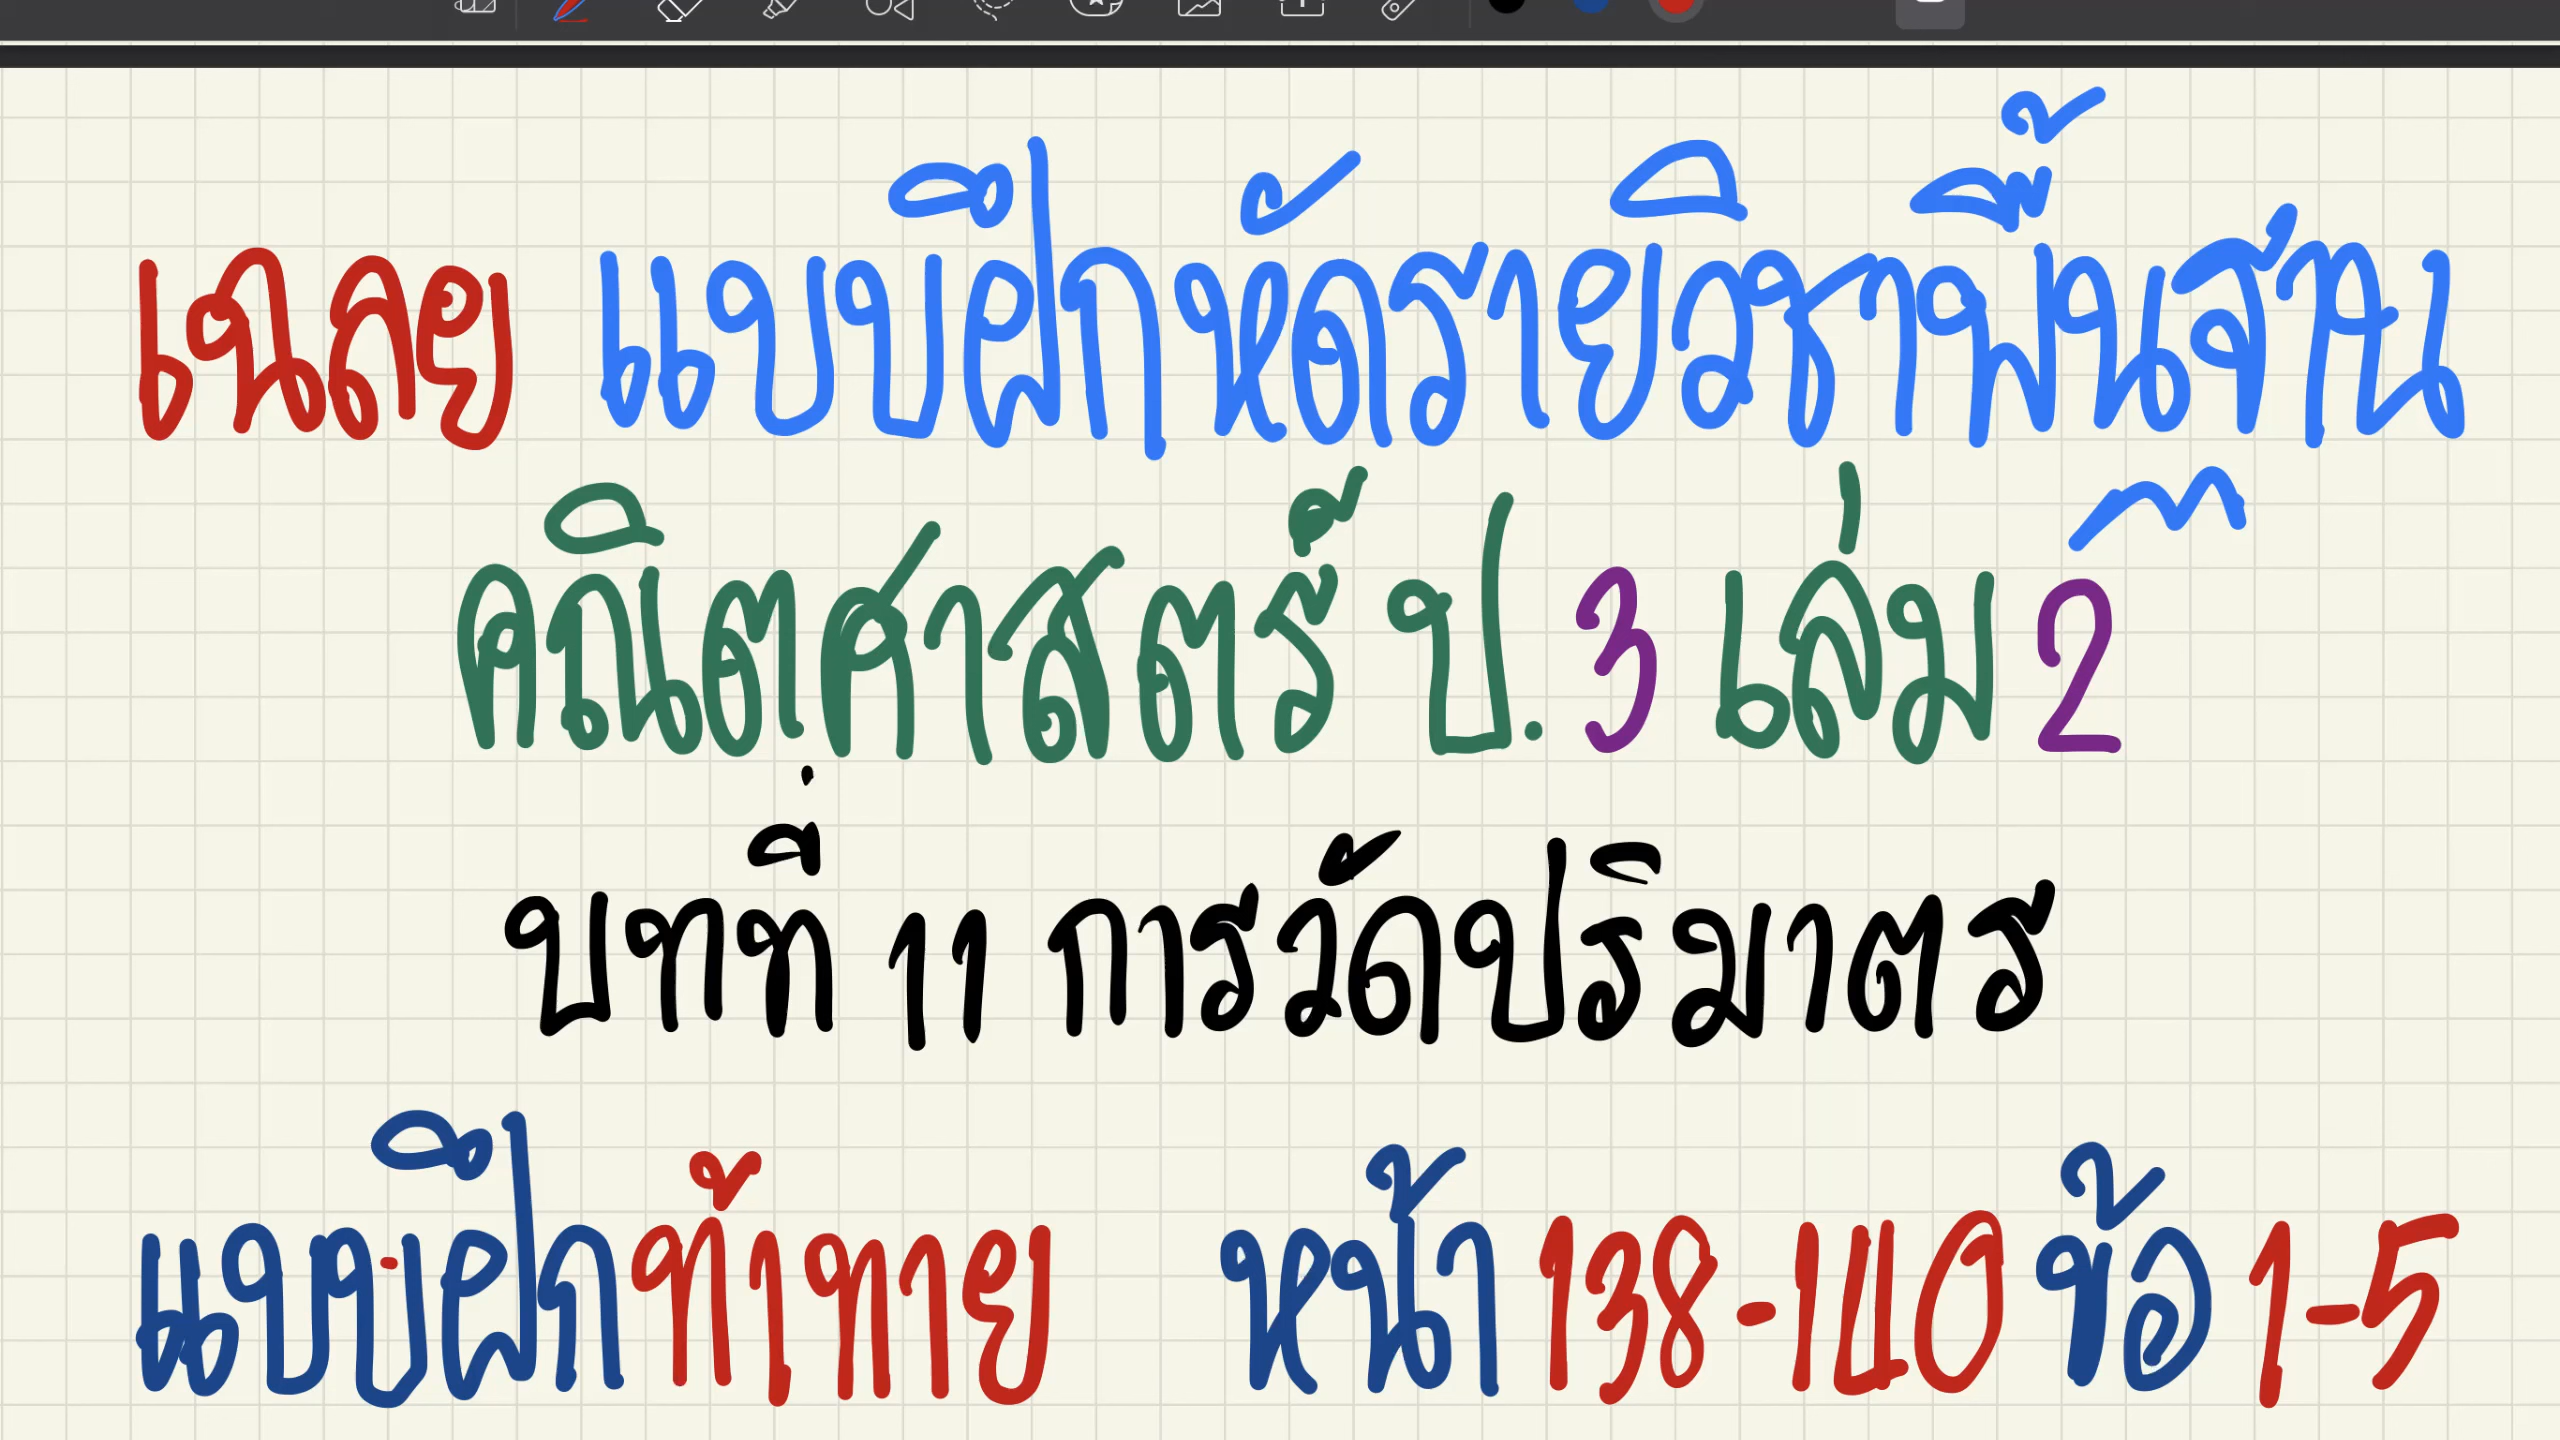 เฉลย แบบฝึกหัดรายวิชาพื้นฐาน
คณิตศาสตร์ ป. 3 เล่ม 2
บทที่ 11 การวัดปริมาตร
แบบฝึกท้าทาย หน้า 138-140 ข้อ 1-5